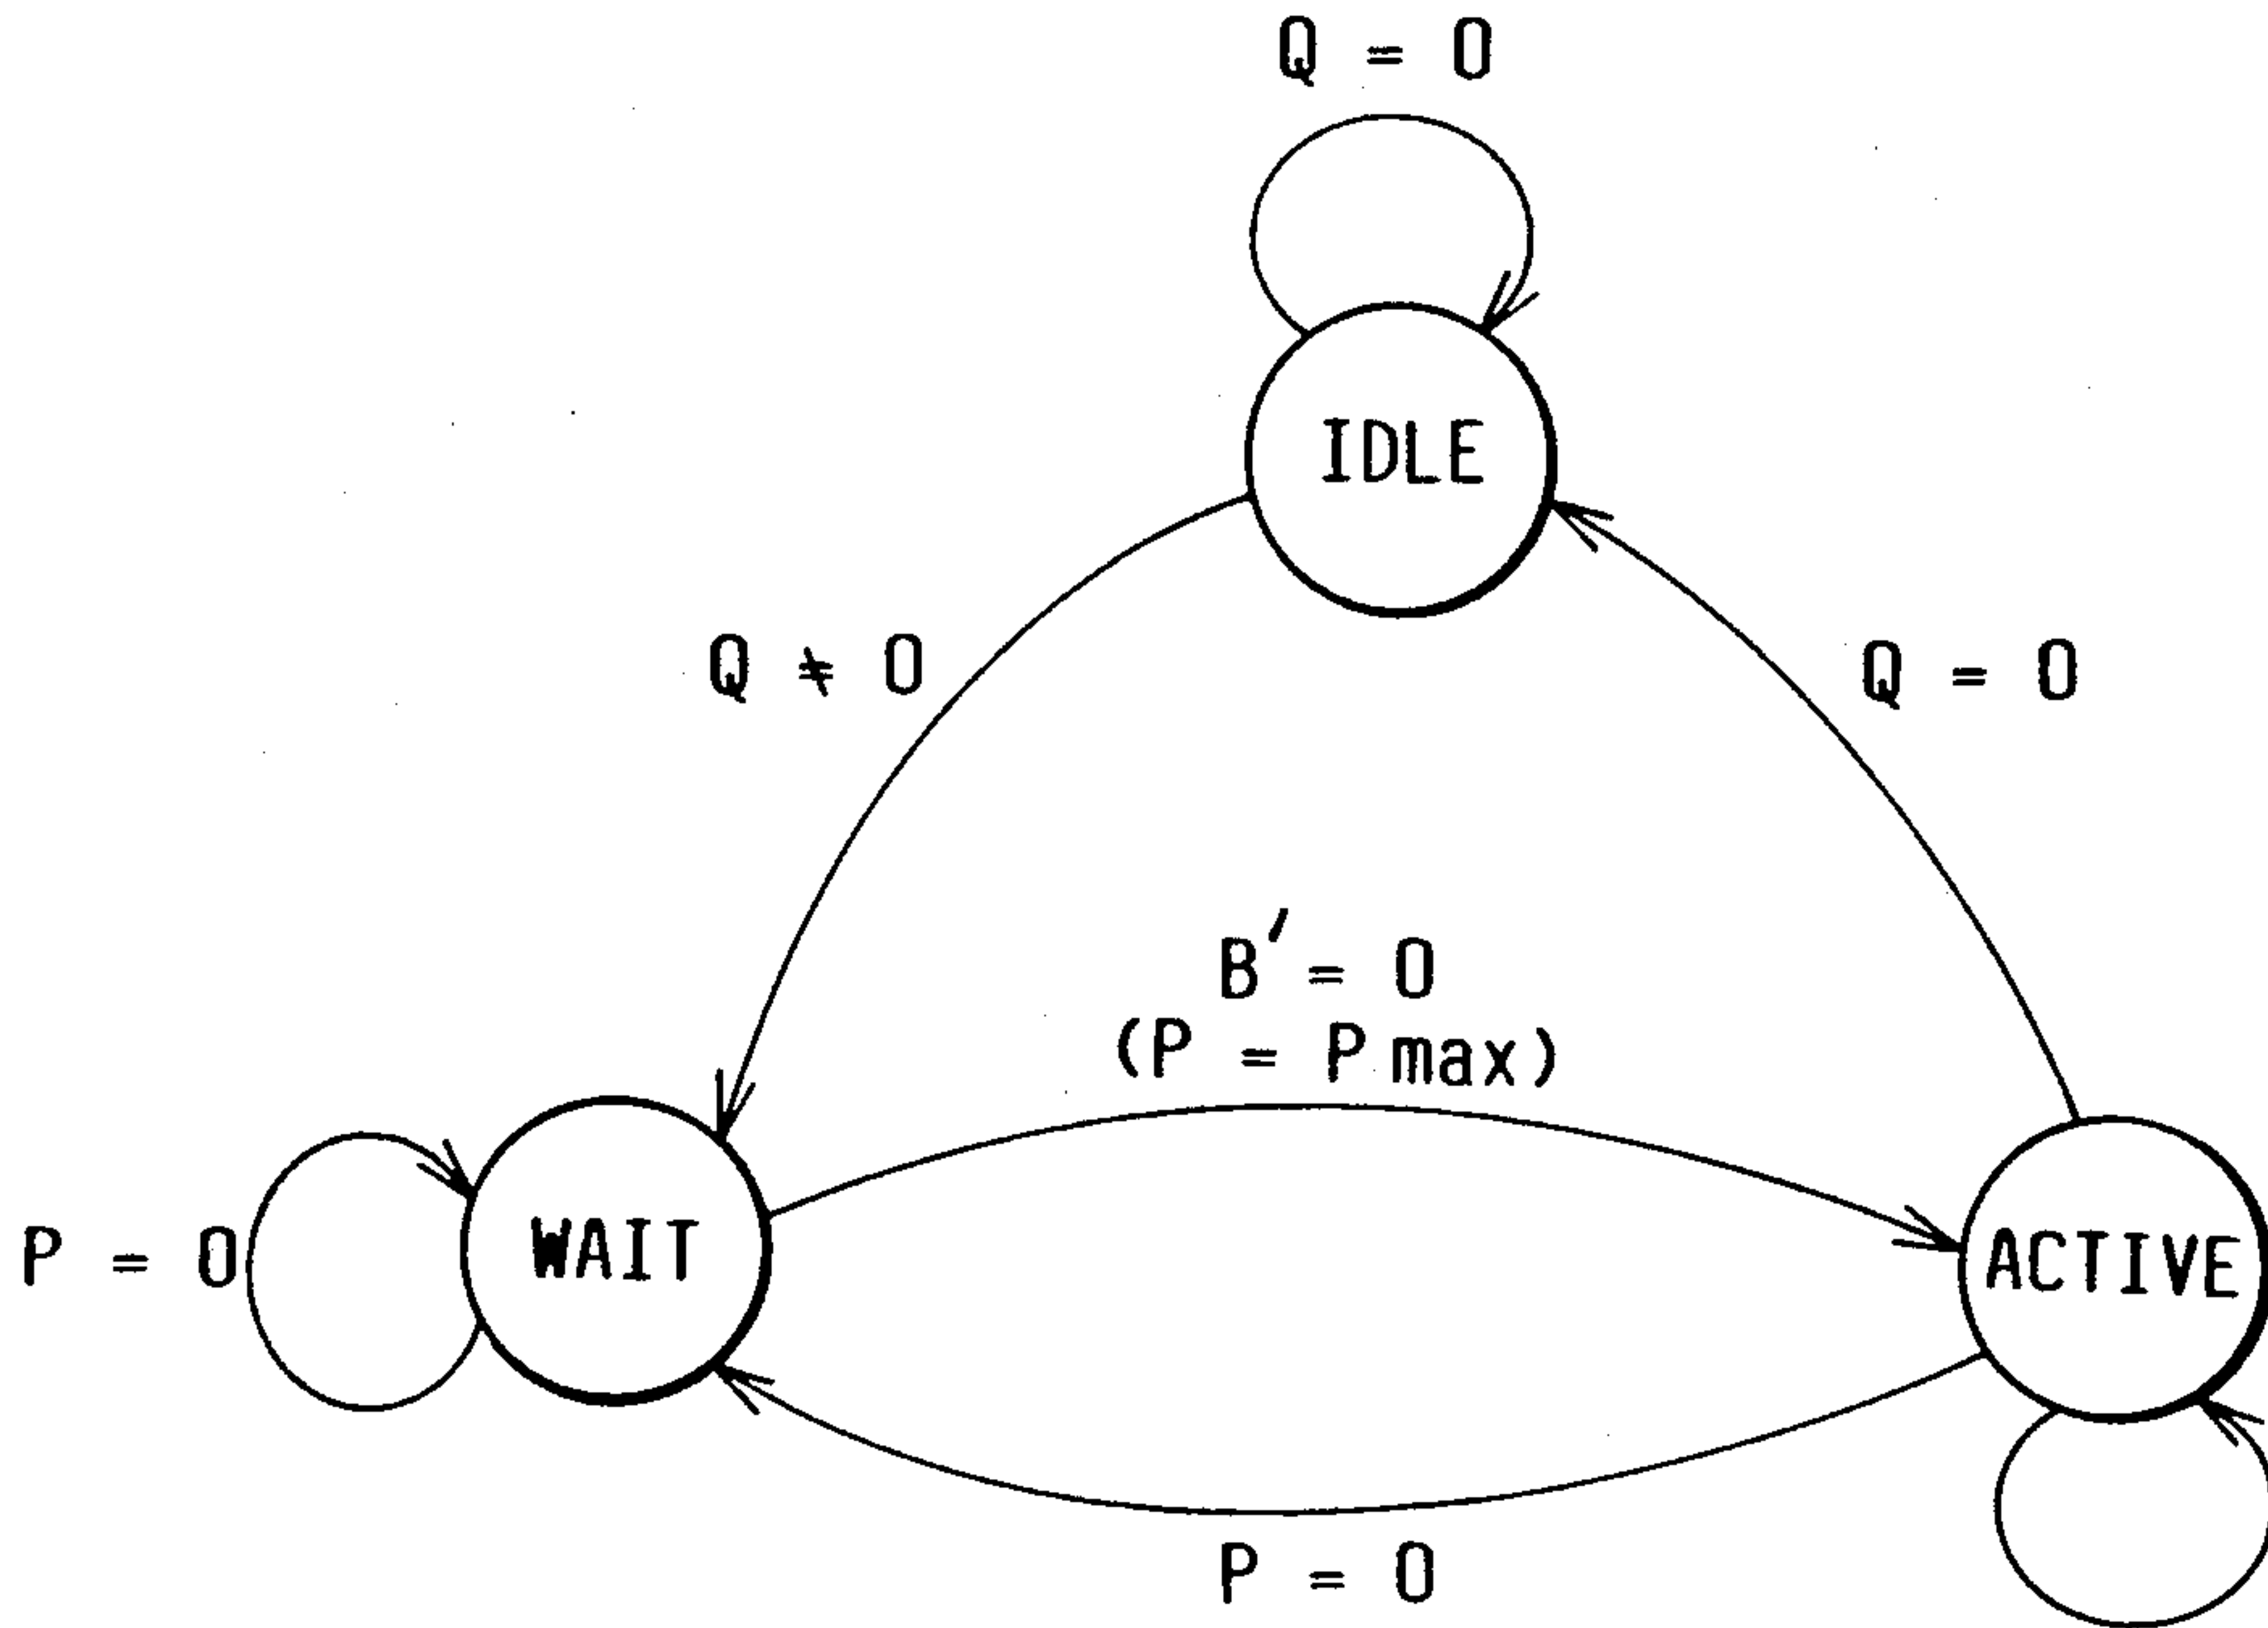 Q = 0
IDLE
Q ≠ 0
Q = 0
B′ = 0
(P = P max)
P = 0
WAIT
ACTIVE
P = 0